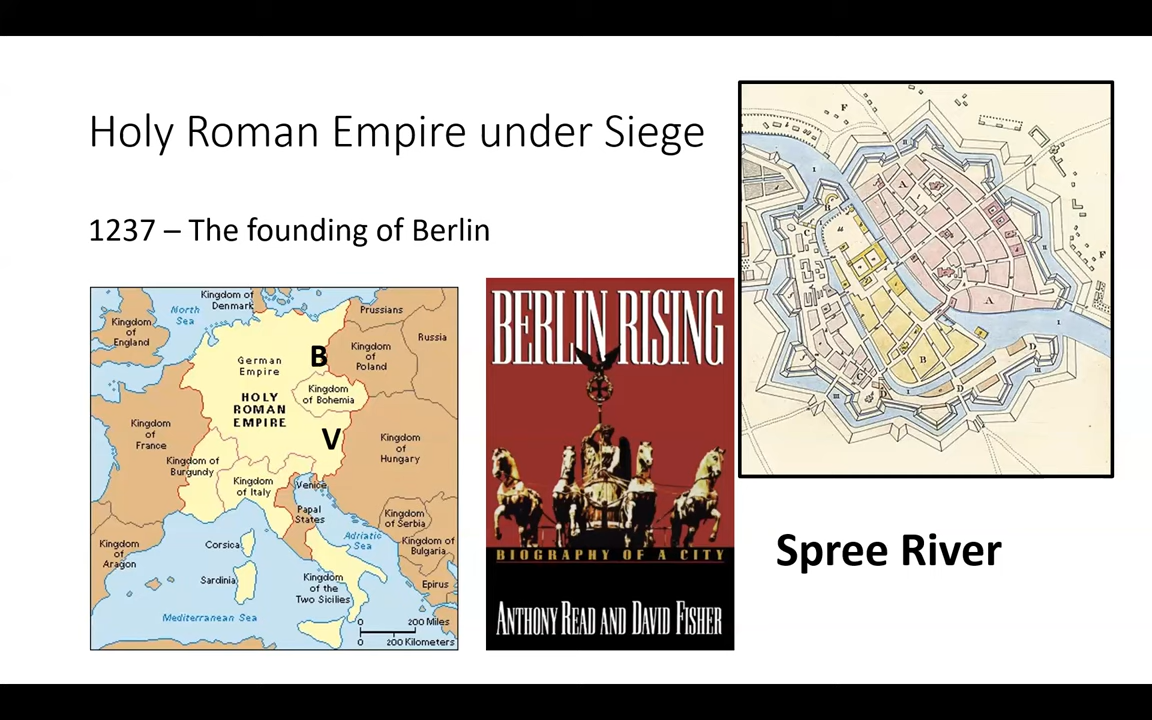 Holy Roman Empire under Siege
1237 – The founding of Berlin
Kingdom of
Denmark
North
Sea
Prussians
Kingdom
of
England
Russia
German
Empire
B
Kingdom
of
Poland
HOLY
ROMAN
EMPIRE
Kingdom
of Bohemia
Kingdom
of
France
V
Kingdom
of
Hungary
Kingdom of
Burgundy
Kingdom
of Italy
Venice
Papal
States
Kingdom
of Serbia
Adriatic
Sea
Kingdom
of
Aragon
Corsica
Kingdom of
Bulgaria
Sardinia
Kingdom
of the
Two Sicilies
Epirus
Mediterranean Sea
0 200 Miles
0 200 Kilometers
BERLIN RISING
BIOGRAPHY OF A CITY
ANTHONY READ AND DAVID FISHER
F
A
F
C
A
B
D
D
Spree River